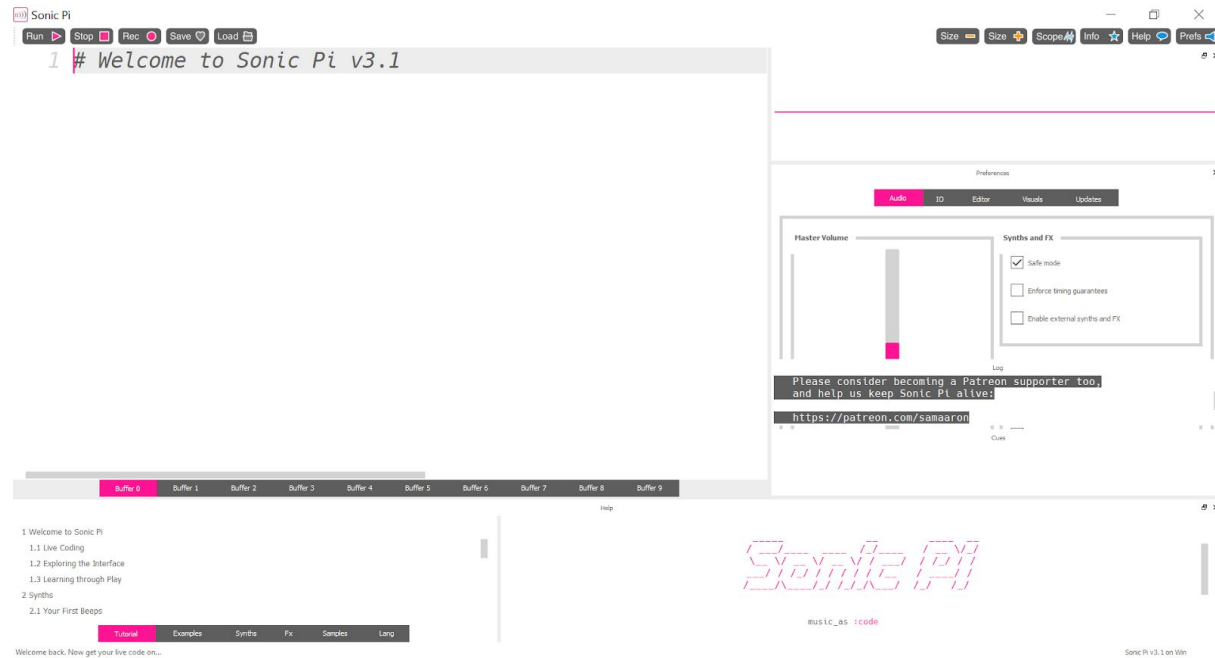 Sonic Pi
Run Stop Rec Save Load Size Size Scope Info Help Prefs
1 # Welcome to Sonic Pi v3.1
Preferences
Audio IO Editor Visuals Updates
Master Volume
Synths and FX
Safe mode
Enforce timing guarantees
Enable external synths and FX
Log
Please consider becoming a Patreon supporter too,
and help us keep Sonic Pi alive:
https://patreon.com/samaaron
Cues
Buffer 0 Buffer 1 Buffer 2 Buffer 3 Buffer 4 Buffer 5 Buffer 6 Buffer 7 Buffer 8 Buffer 9
Help
1 Welcome to Sonic Pi
1.1 Live Coding
1.2 Exploring the Interface
1.3 Learning through Play
2 Synths
2.1 Your First Beeps
Tutorial Examples Synths Fx Samples Lang
Sonic Pi
music_as :code
Welcome back. Now get your live code on...
Sonic Pi v3.1 on Win